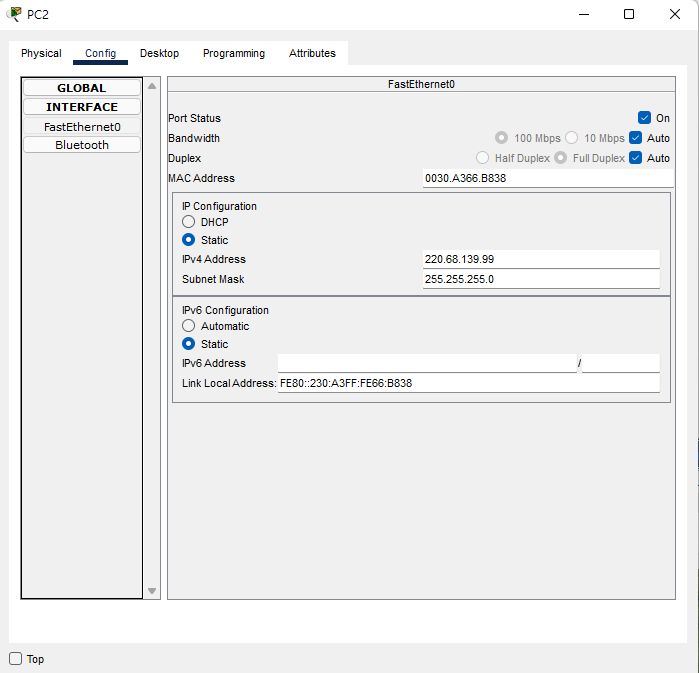 PC2
Physical Config Desktop Programming Attributes
GLOBAL
INTERFACE
FastEthernet0
Bluetooth
FastEthernet0
Port Status On
Bandwidth 100 Mbps 10 Mbps Auto
Duplex Half Duplex Full Duplex Auto
MAC Address 0030.A366.B838
IP Configuration
DHCP
Static
IPv4 Address 220.68.139.99
Subnet Mask 255.255.255.0
IPv6 Configuration
Automatic
Static
IPv6 Address /
Link Local Address: FE80::230:A3FF:FE66:B838
Top